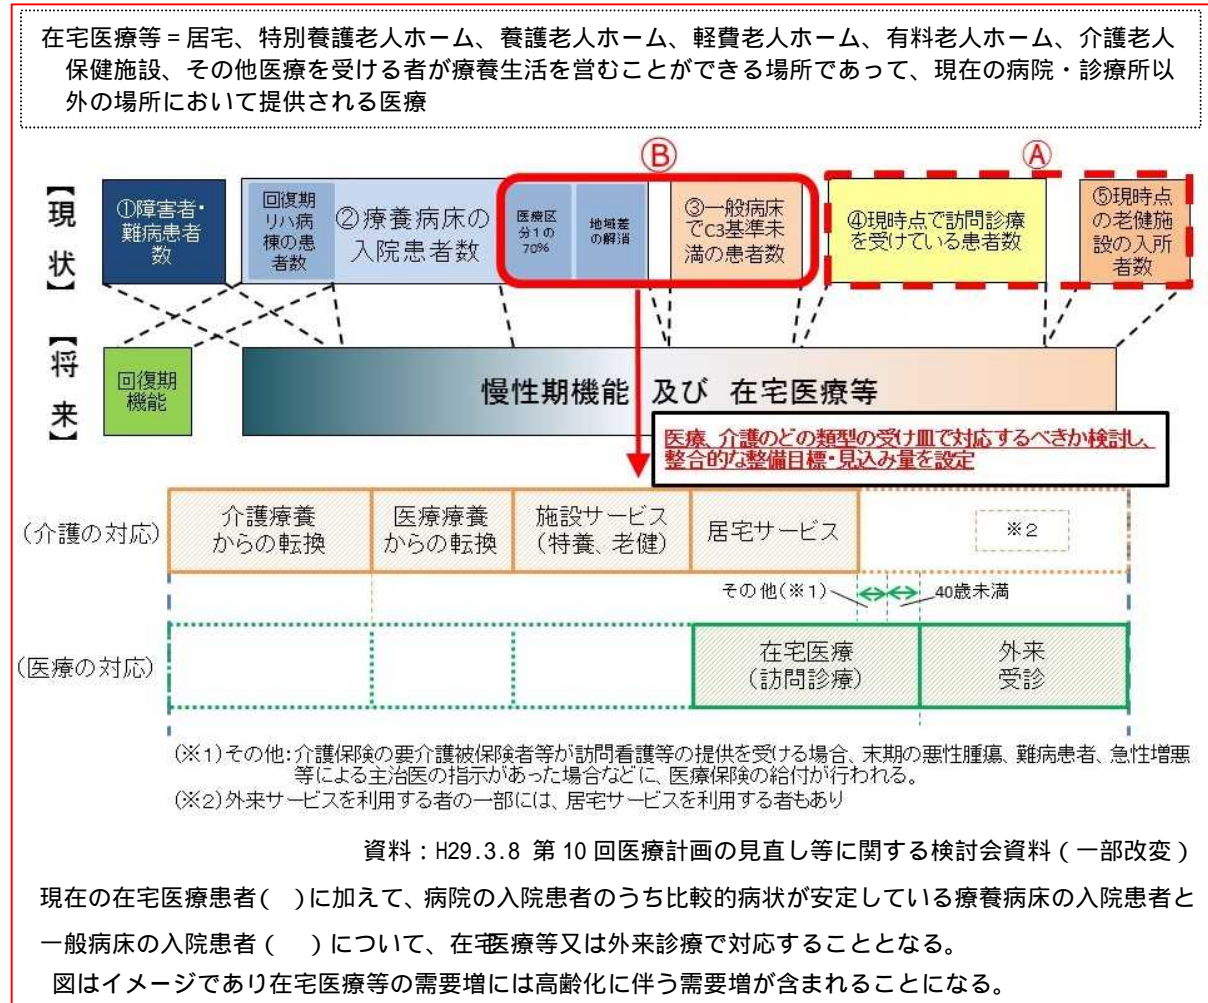 在宅医療等=居宅、特別養護老人ホーム、養護老人ホーム、軽費老人ホーム、有料老人ホーム、介護老人
保健施設、その他医療を受ける者が療養生活を営むことができる場所であって、現在の病院・診療所以
外の場所において提供される医療
Ⓑ
Ⓐ
【現状】
①障害者・
難病患者
数
回復期
リハ病
棟の患
者数
②療養病床の
入院患者数
医療区
分1の
70%
地域差
の解消
③一般病床
でC3基準未
満の患者数
④現時点で訪問診療
を受けている患者数
⑤現時点
の老健施
設の入所
者数
【将来】
回復期
機能
慢性期機能 及び 在宅医療等
医療、介護のどの類型の受け皿で対応するべきか検討し、
整合的な整備目標・見込み量を設定
(介護の対応)
介護療養
からの転換
医療療養
からの転換
施設サービス
(特養、老健)
居宅サービス
※2
その他(※1)
40歳未満
(医療の対応)
在宅医療
(訪問診療)
外来
受診
(※1)その他:介護保険の要介護被保険者等が訪問看護等の提供を受ける場合、末期の悪性腫瘍、難病患者、急性増悪
等による主治医の指示があった場合などに、医療保険の給付が行われる。
(※2)外来サービスを利用する者の一部には、居宅サービスを利用する者もあり
資料:H29.3.8 第10回医療計画の見直し等に関する検討会資料(一部改変)
現在の在宅医療患者( )に加えて、病院の入院患者のうち比較的病状が安定している療養病床の入院患者と
一般病床の入院患者( )について、在宅医療等又は外来診療で対応することとなる。
図はイメージであり在宅医療等の需要増には高齢化に伴う需要増が含まれることになる。